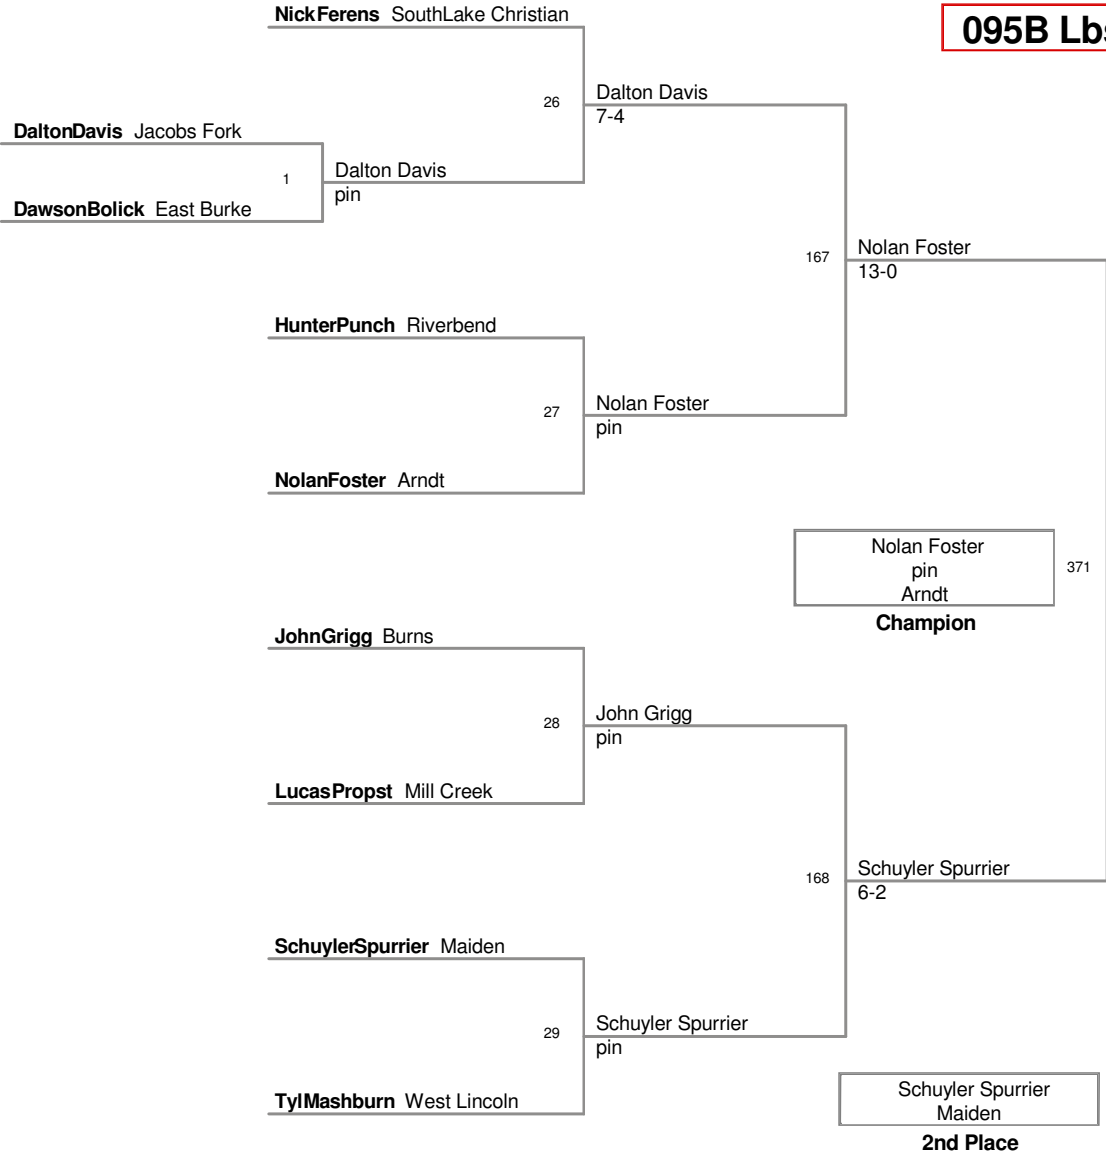 NickFerens SouthLake Christian
095B Lbs
26
Dalton Davis
7-4
DaltonDavis Jacobs Fork
1
Dalton Davis
pin
DawsonBolick East Burke
167
Nolan Foster
13-0
HunterPunch Riverbend
27
Nolan Foster
pin
NolanFoster Arndt
Nolan Foster
pin
Arndt
371
Champion
JohnGrigg Burns
28
John Grigg
pin
LucasPropst Mill Creek
168
Schuyler Spurrier
6-2
SchuylerSpurrier Maiden
29
Schuyler Spurrier
pin
TylMashburn West Lincoln
Schuyler Spurrier
Maiden
2nd Place